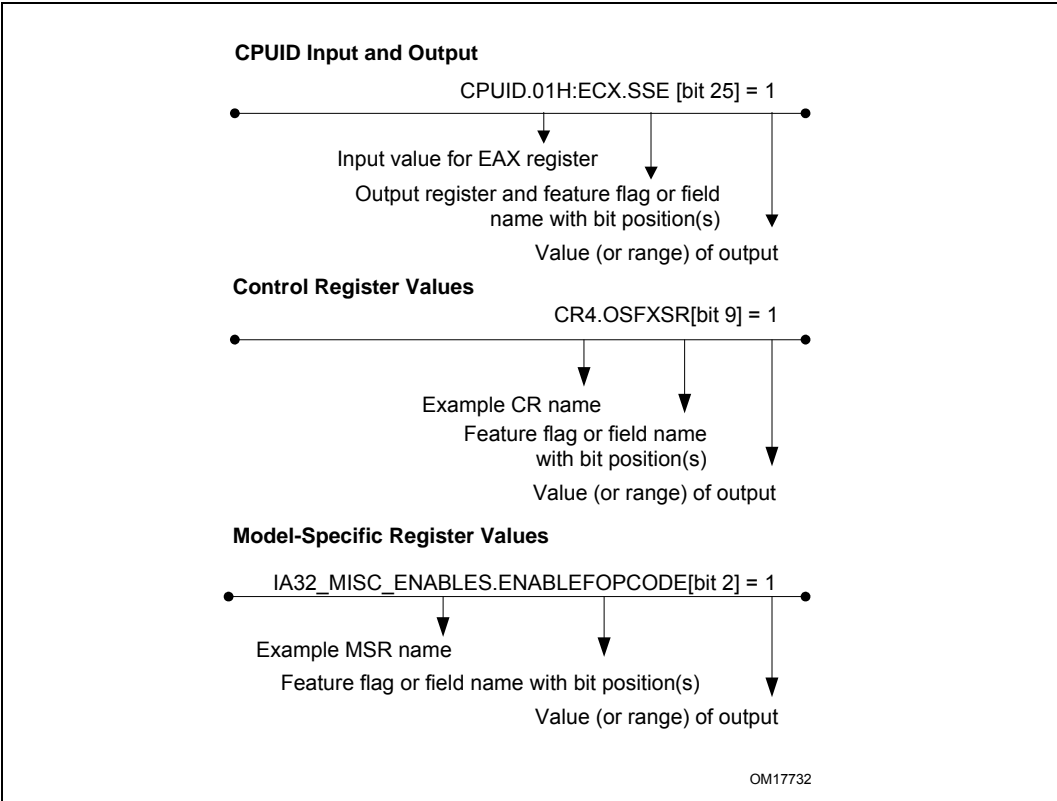 CPUID Input and Output
CPUID.01H:ECX.SSE [bit 25] = 1
Input value for EAX register
Output register and feature flag or field
name with bit position(s)
Value (or range) of output
Control Register Values
CR4.OSFXSR[bit 9] = 1
Example CR name
Feature flag or field name
with bit position(s)
Value (or range) of output
Model-Specific Register Values
IA32_MISC_ENABLES.ENABLEFOPCODE[bit 2] = 1
Example MSR name
Feature flag or field name with bit position(s)
Value (or range) of output
OM17732